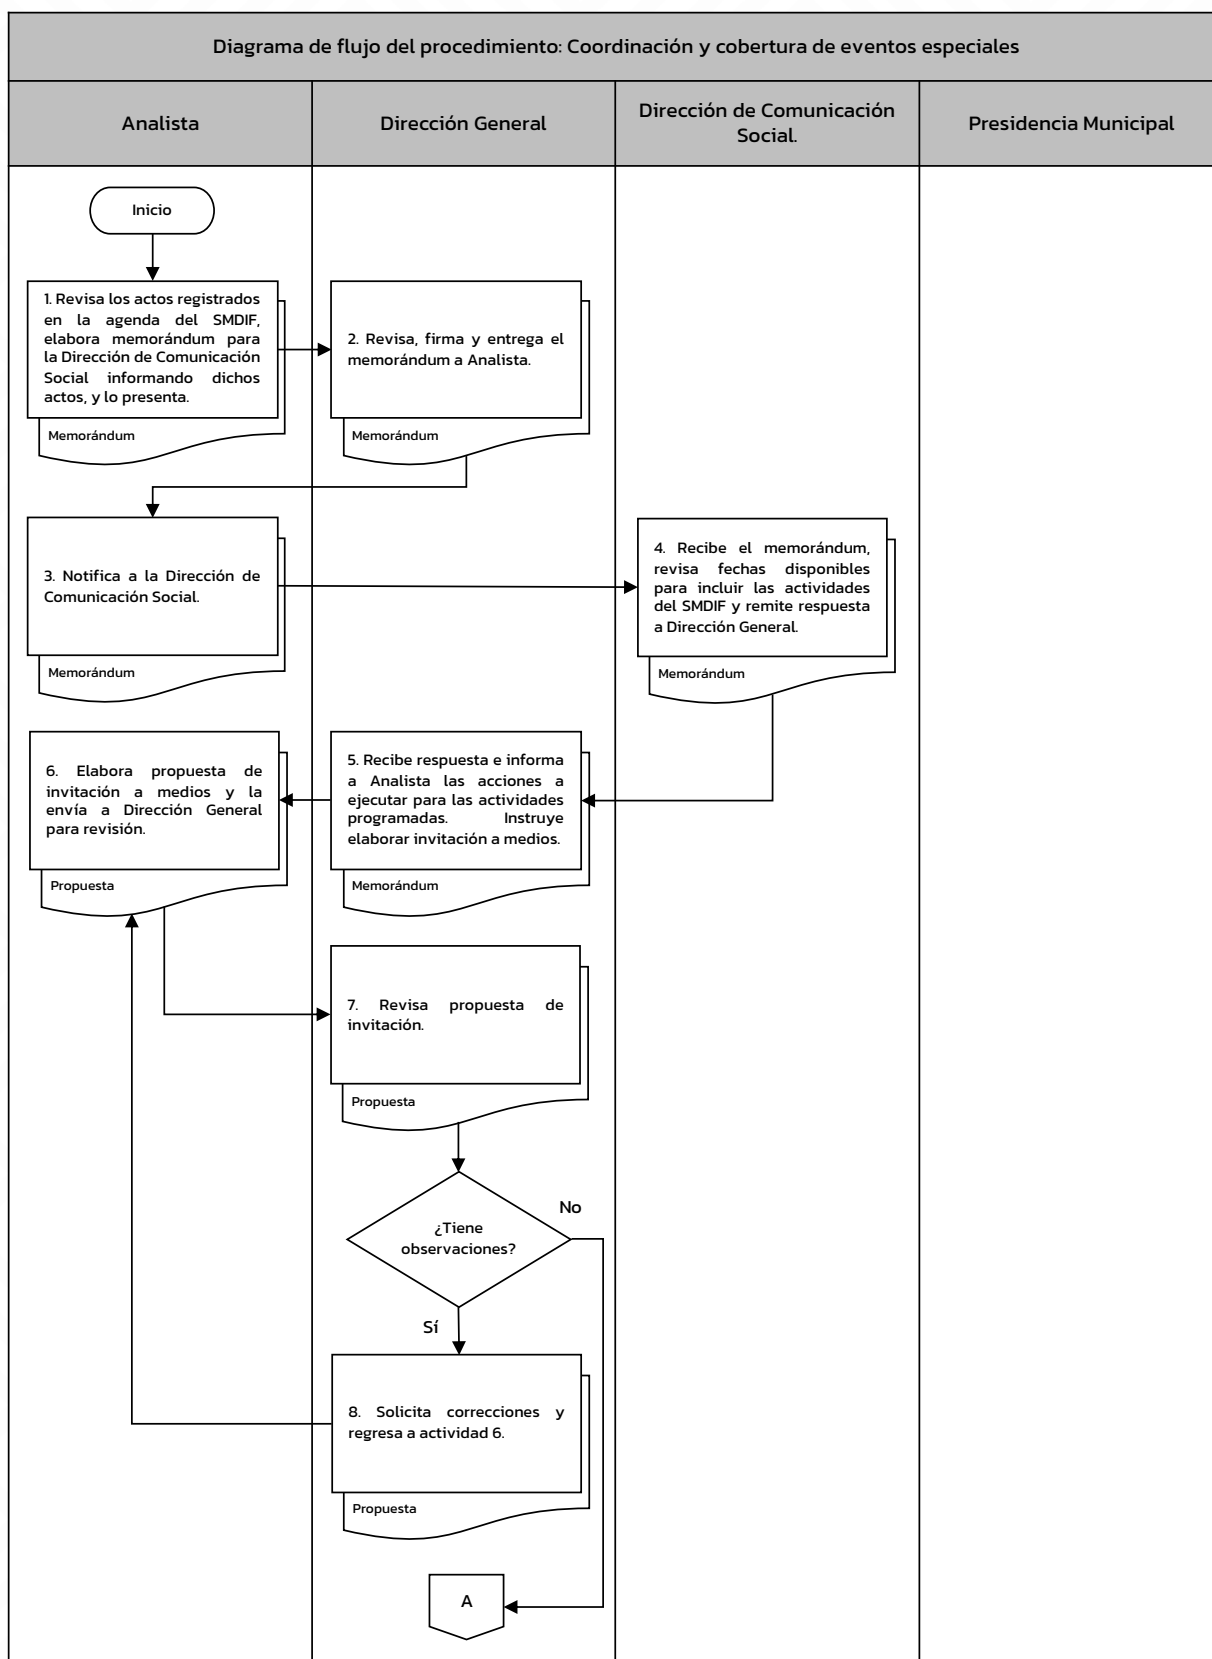 Diagrama de flujo del procedimiento: Coordinación y cobertura de eventos especiales
Analista
Dirección General
Dirección de Comunicación
Social.
Presidencia Municipal
Inicio
1. Revisa los actos registrados
en la agenda del SMDIF,
elabora memorándum para
la Dirección de Comunicación
Social informando dichos
actos, y lo presenta.
Memorándum
2. Revisa, firma y entrega el
memorándum a Analista.
Memorándum
3. Notifica a la Dirección de
Comunicación Social.
Memorándum
4. Recibe el memorándum,
revisa fechas disponibles
para incluir las actividades
del SMDIF y remite respuesta
a Dirección General.
Memorándum
5. Recibe respuesta e informa
a Analista las acciones a
ejecutar para las actividades
programadas. Instruye
elaborar invitación a medios.
Memorándum
6. Elabora propuesta de
invitación a medios y la
envía a Dirección General
para revisión.
Propuesta
7. Revisa propuesta de
invitación.
Propuesta
¿Tiene
observaciones?
No
Sí
8. Solicita correcciones y
regresa a actividad 6.
Propuesta
A